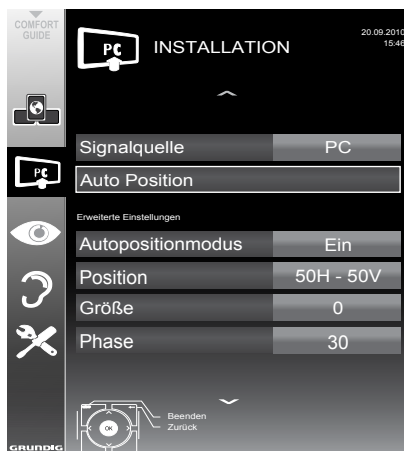 COMFORT
GUIDE
PC INSTALLATION
20.09.2010
15:46
Signalquelle PC
PC
Auto Position
Erweiterte Einstellungen
Autopositionmodus Ein
Position 50H - 50V
Größe 0
Phase 30
Beenden
OK
Zurück
GRUNDIG